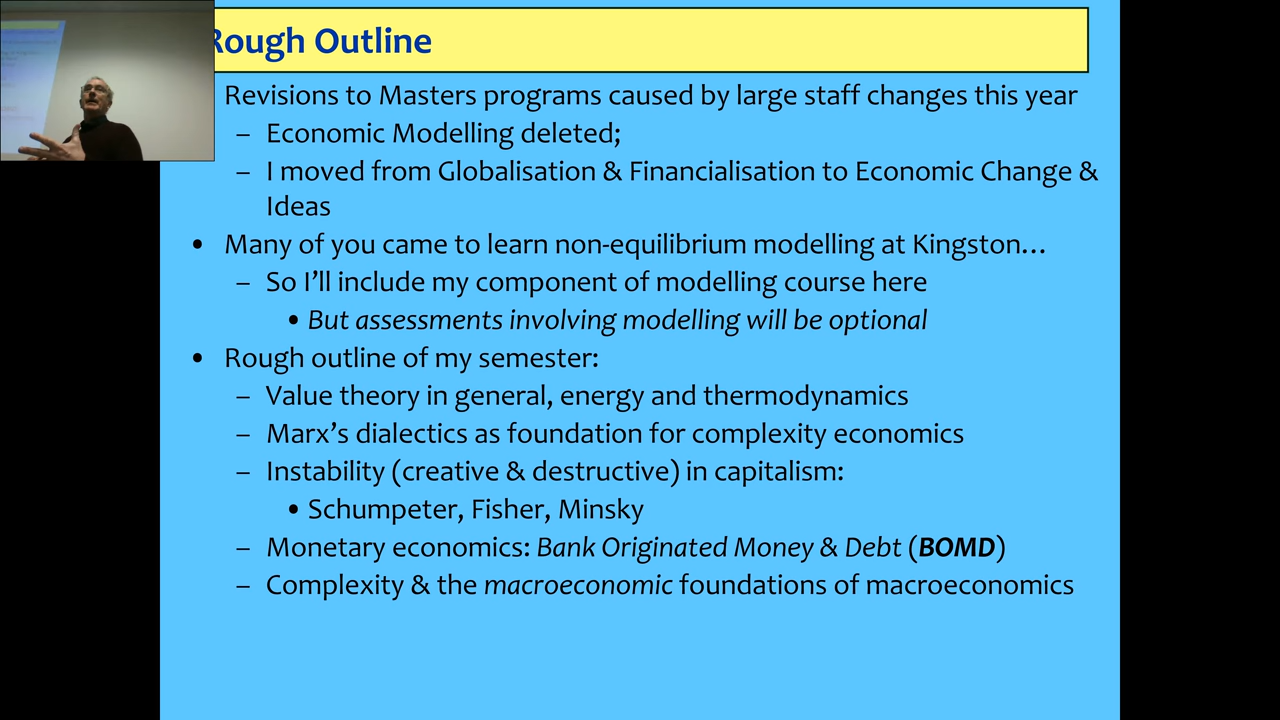 Rough Outline
Revisions to Masters programs caused by large staff changes this year
– Economic Modelling deleted;
– I moved from Globalisation & Financialisation to Economic Change &
Ideas
• Many of you came to learn non-equilibrium modelling at Kingston…
– So I’ll include my component of modelling course here
• But assessments involving modelling will be optional
• Rough outline of my semester:
– Value theory in general, energy and thermodynamics
– Marx’s dialectics as foundation for complexity economics
– Instability (creative & destructive) in capitalism:
• Schumpeter, Fisher, Minsky
– Monetary economics: Bank Originated Money & Debt (BOMD)
– Complexity & the macroeconomic foundations of macroeconomics